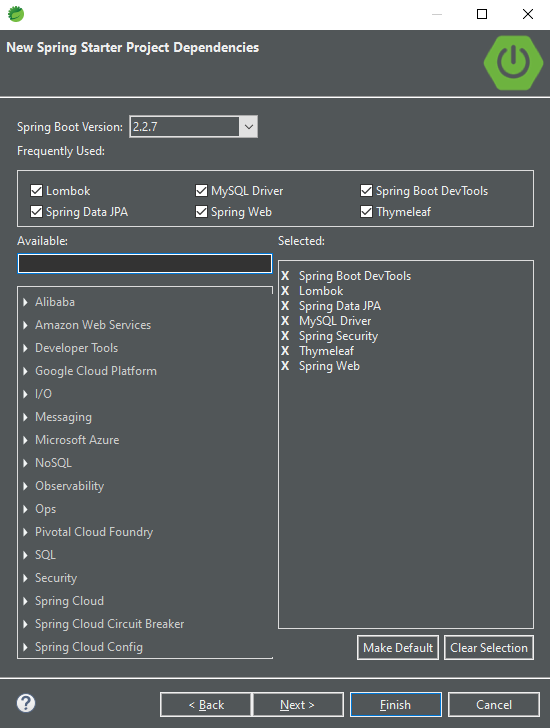 New Spring Starter Project Dependencies
Spring Boot Version: 2.2.7
Frequently Used:
Lombok MySQL Driver Spring Boot DevTools
Spring Data JPA Spring Web Thymeleaf
Available: Selected:
Alibaba
Amazon Web Services
Developer Tools
Google Cloud Platform
I/O
Messaging
Microsoft Azure
NoSQL
Observability
Ops
Pivotal Cloud Foundry
SQL
Security
Spring Cloud
Spring Cloud Circuit Breaker
Spring Cloud Config
X Spring Boot DevTools
X Lombok
X Spring Data JPA
X MySQL Driver
X Spring Security
X Thymeleaf
X Spring Web
Make Default Clear Selection
? < Back Next > Finish Cancel